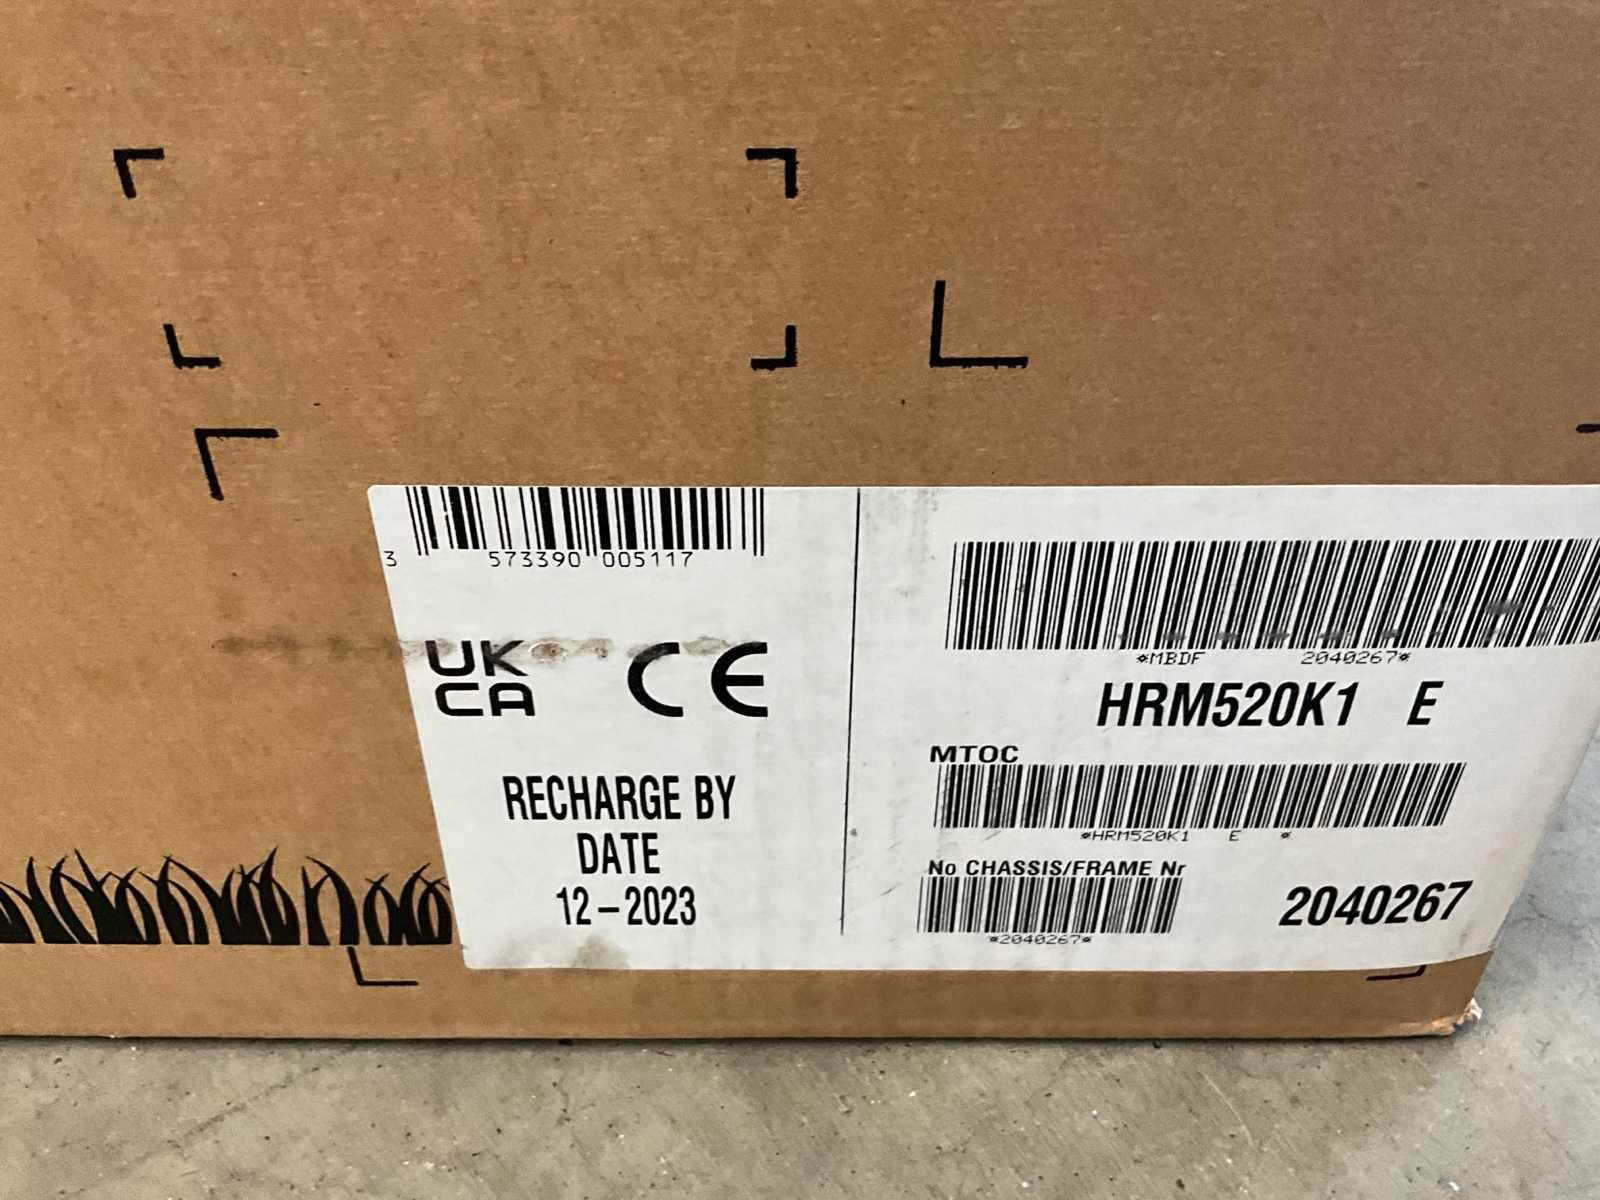 3 573390 005117
UK
CA
CE
RECHARGE BY
DATE
12-2023
*MBDF 2040267*
HRM520K1 E
MTOC
*HRM520K1 E *
No CHASSIS/FRAME Nr
*2040267*
2040267